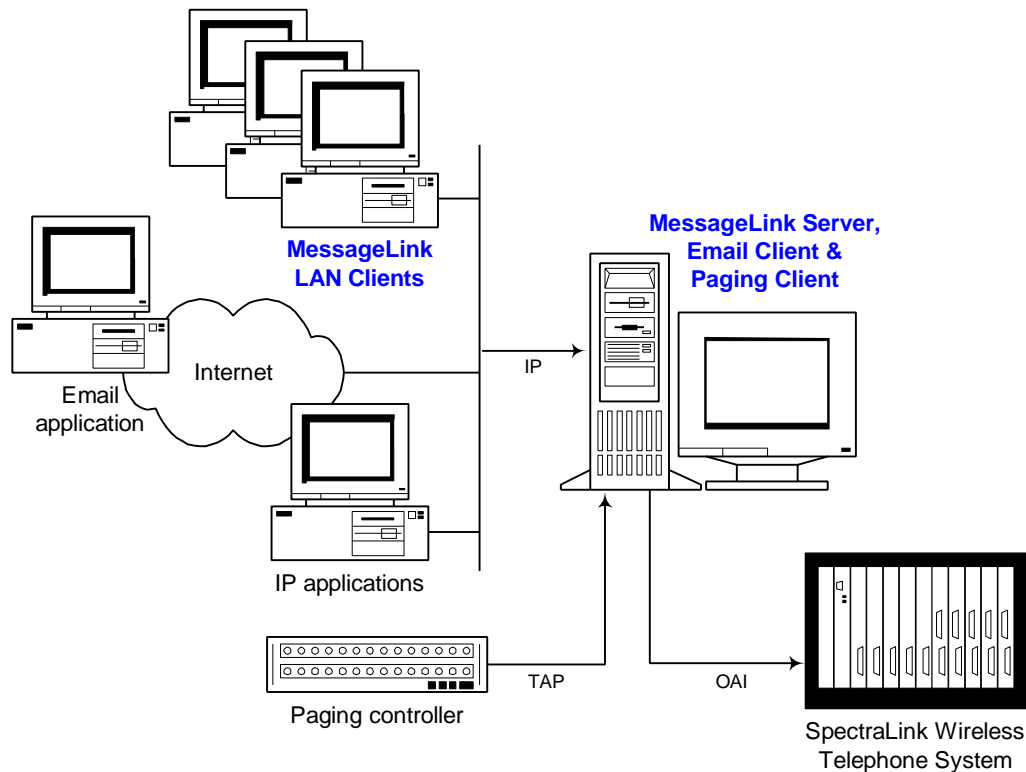 MessageLink
LAN Clients
MessageLink Server,
Email Client &
Paging Client
Internet
IP
Email
application
IP applications
TAP
OAI
Paging controller
SpectraLink Wireless
Telephone System